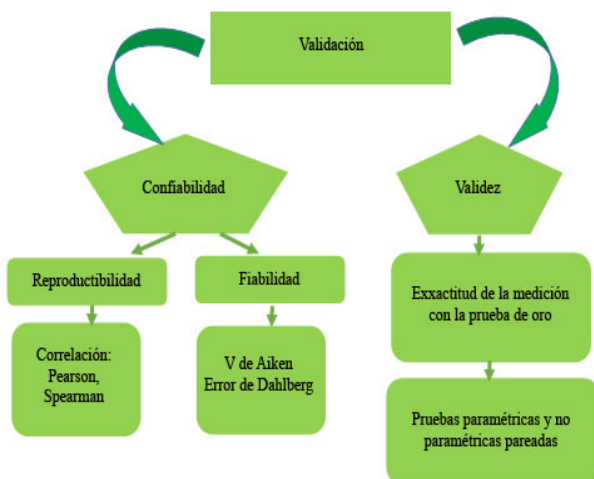 Validación
Confiabilidad
Validez
Reproductibilidad
Fiabilidad
Correlación:
Pearson,
Spearman
V de Aiken
Error de Dahlberg
Exxactitud de la medición
con la prueba de oro
Pruebas paramétricas y no
paramétricas pareadas